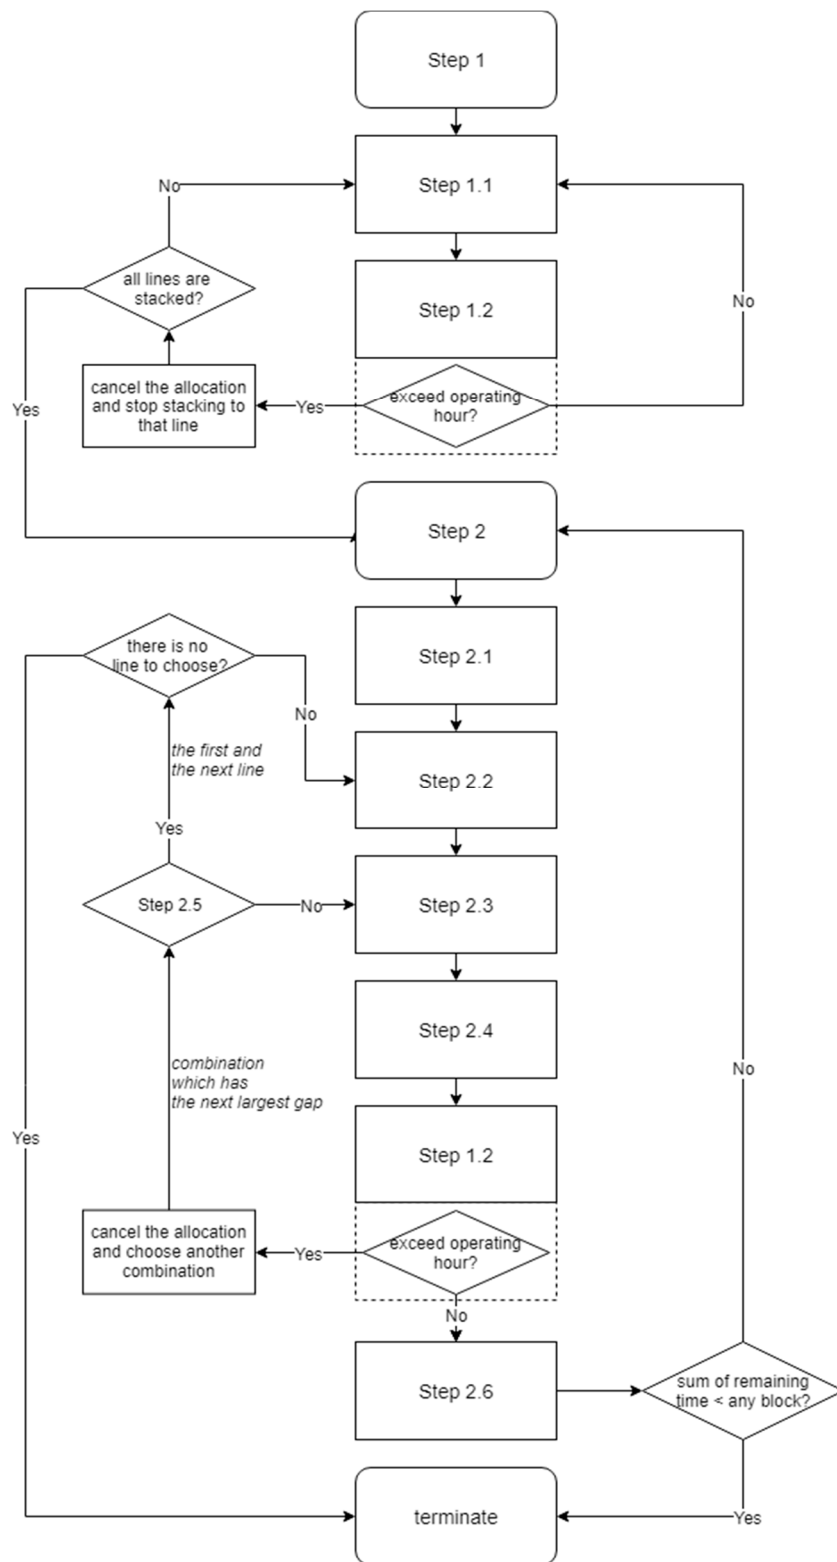 Step 1
No
Step 1.1
all lines are
stacked?
Step 1.2
No
cancel the allocation
and stop stacking to
that line
Yes
exceed operating
hour?
Yes
Step 2
there is no
line to choose?
Step 2.1
No
the first and
the next line
Step 2.2
Yes
Step 2.5
No
Step 2.3
Step 2.4
combination
which has
the next largest gap
No
Yes
Step 1.2
cancel the allocation
and choose another
combination
Yes
exceed operating
hour?
No
Step 2.6
sum of remaining
time < any block?
terminate
Yes